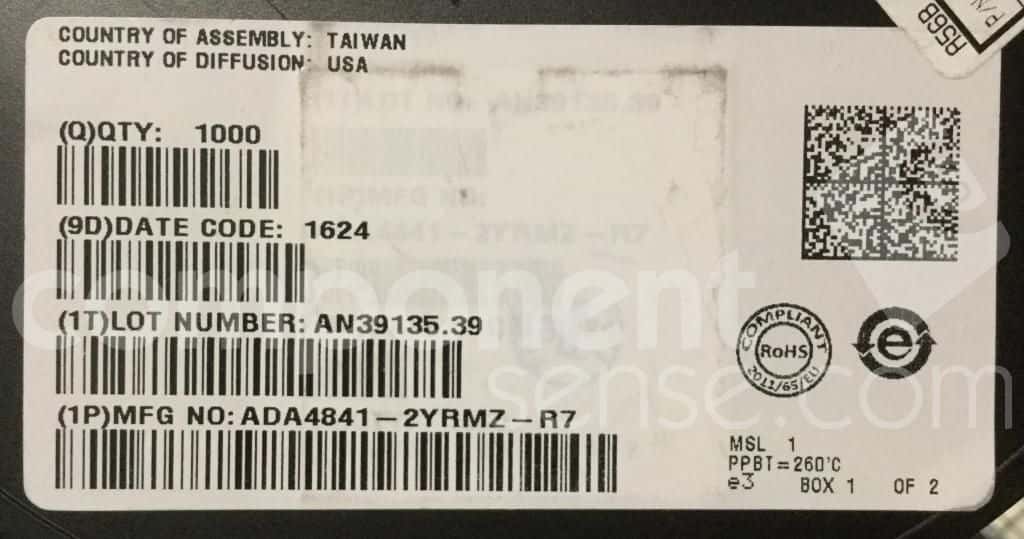 COUNTRY OF ASSEMBLY: TAIWAN
COUNTRY OF DIFFUSION: USA
A56B
P/N
(Q)QTY: 1000
(9D)DATE CODE: 1624
(1T)LOT NUMBER: AN39135.39
(1P)MFG NO: ADA4841-2YRMZ-R7
COMPLIANT
RoHS
2011/65/EU
e
MSL 1
PPBT=260°C
e3 BOX 1 OF 2
component
sense.com